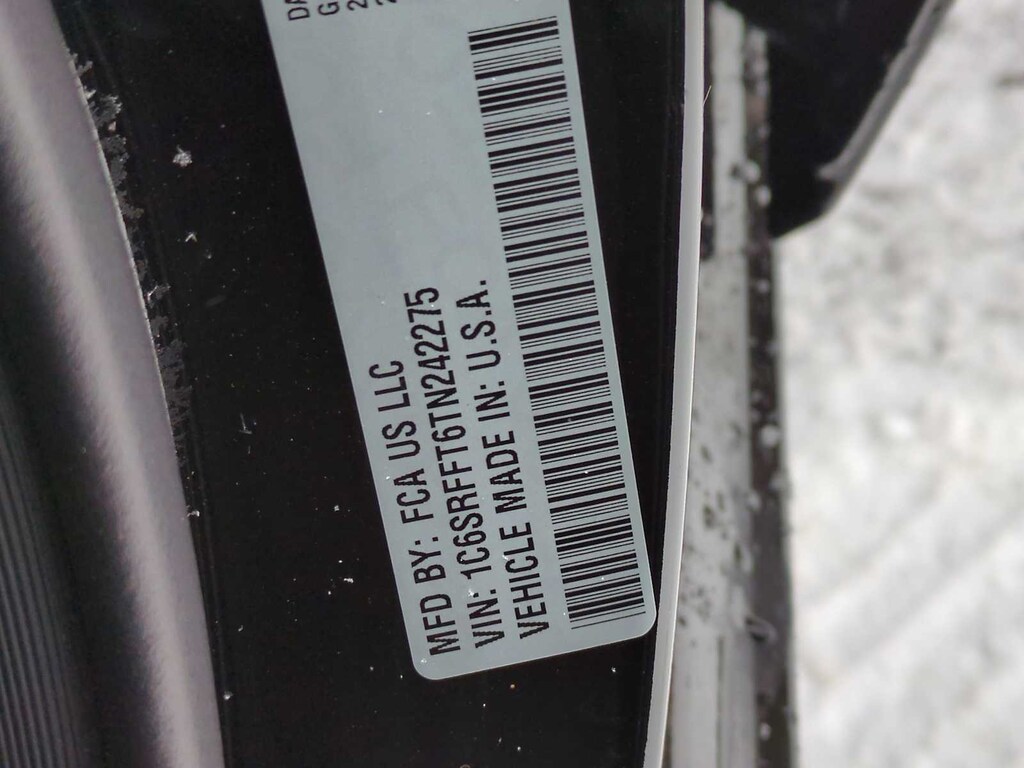 MFD BY: FCA US LLC
VIN: 1C6SRFFT6TN242275
VEHICLE MADE IN: U.S.A.